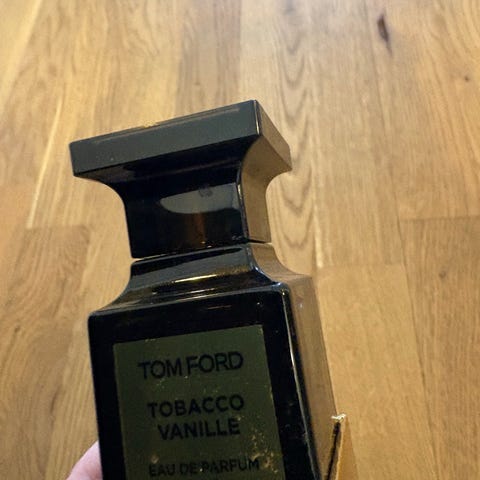 TOM FORD
TOBACCO
VANILLE
EAU DE PARFUM